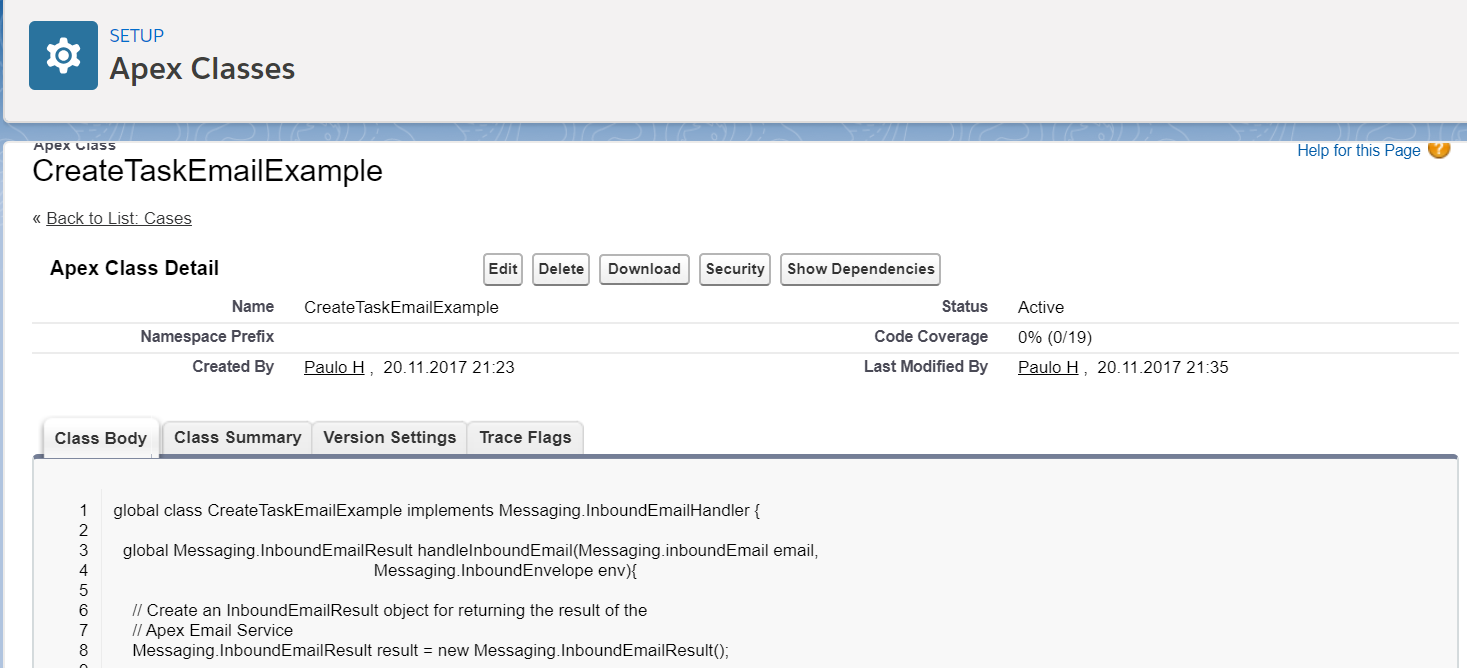 SETUP
Apex Classes
Apex Class
Help for this Page ?
CreateTaskEmailExample
« Back to List: Cases
Apex Class Detail Edit Delete Download Security Show Dependencies
Name CreateTaskEmailExample Status Active
Namespace Prefix Code Coverage 0% (0/19)
Created By Paulo H , 20.11.2017 21:23 Last Modified By Paulo H , 20.11.2017 21:35
Class Body Class Summary Version Settings Trace Flags
1 global class CreateTaskEmailExample implements Messaging.InboundEmailHandler {
2
3 global Messaging.InboundEmailResult handleInboundEmail(Messaging.inboundEmail email,
4 Messaging.InboundEnvelope env){
5
6 // Create an InboundEmailResult object for returning the result of the
7 // Apex Email Service
8 Messaging.InboundEmailResult result = new Messaging.InboundEmailResult();